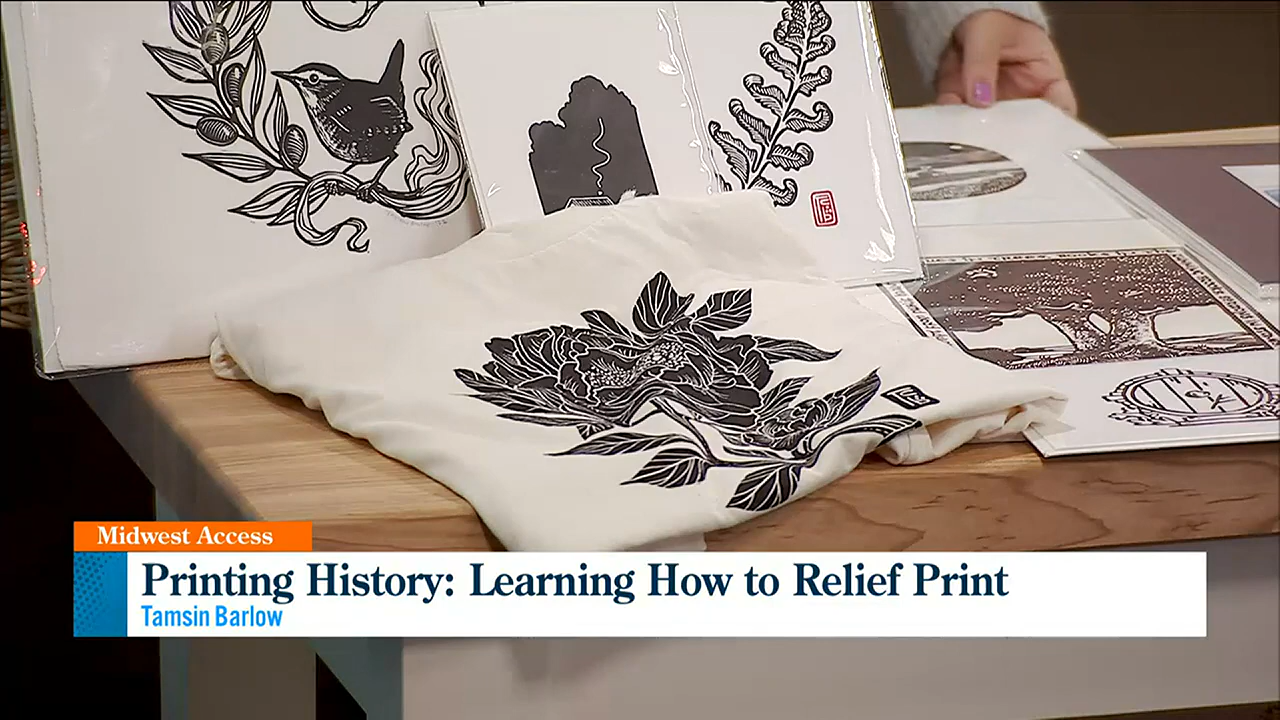 Midwest Access
Printing History: Learning How to Relief Print
Tamsin Barlow